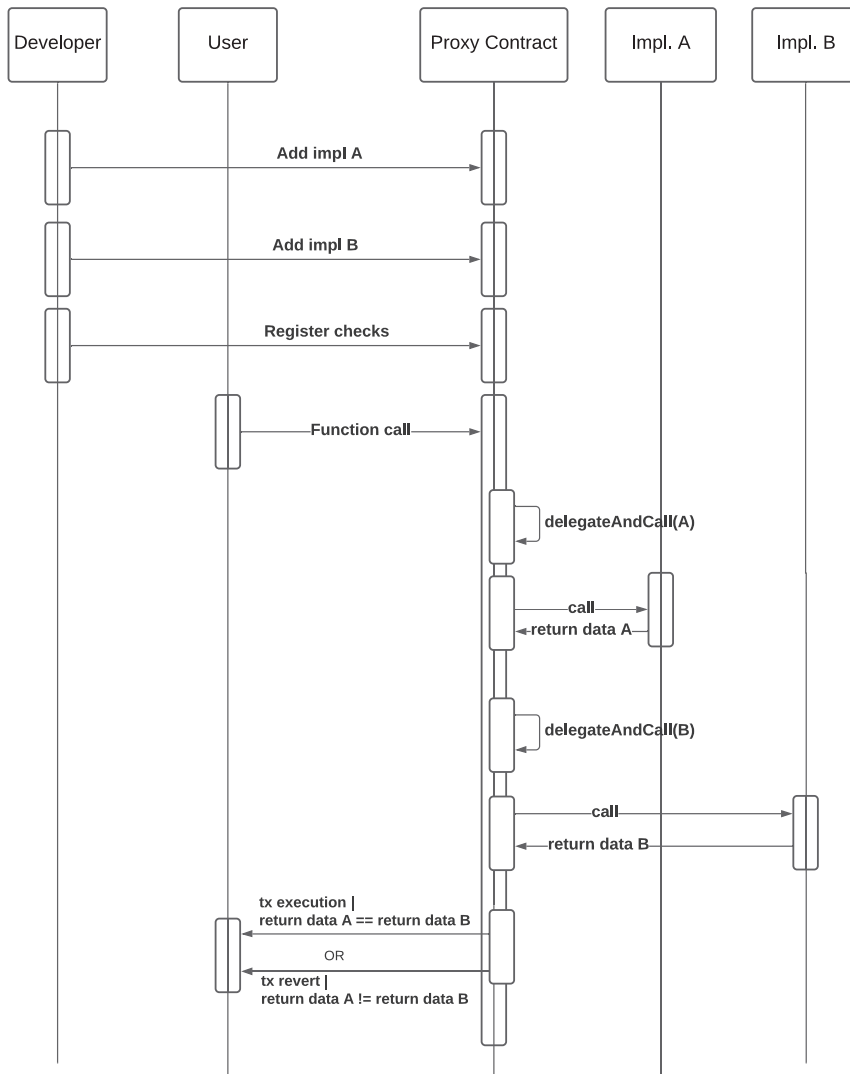 Developer
User
Proxy Contract
Impl. A
Impl. B
Add impl A
Add impl B
Register checks
Function call
delegateAndCall(A)
call
return data A
delegateAndCall(B)
call
return data B
tx execution |
return data A == return data B
OR
tx revert |
return data A != return data B